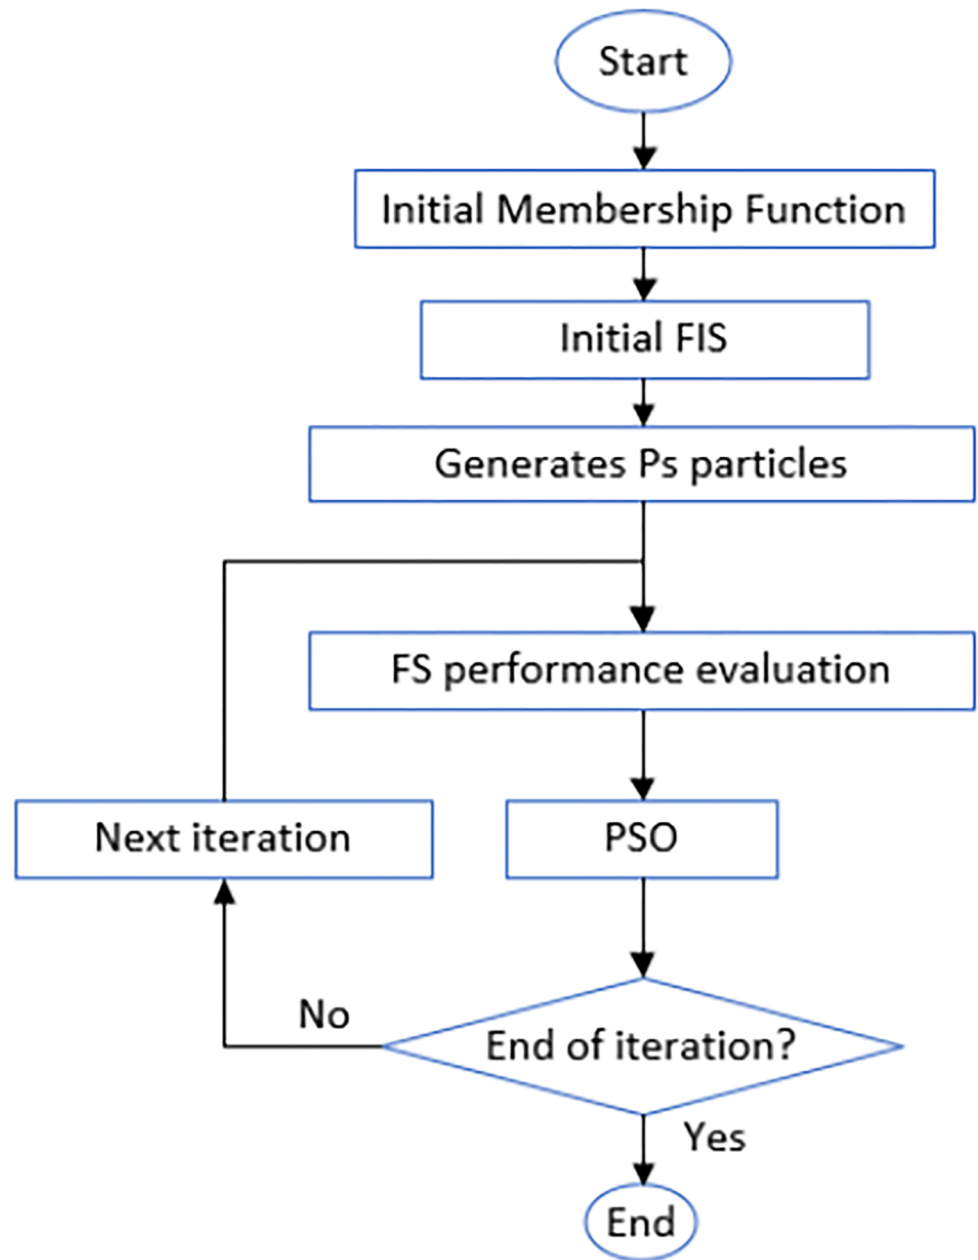 Start
Initial Membership Function
Initial FIS
Generates Ps particles
FS performance evaluation
Next iteration
PSO
No
End of iteration?
Yes
End